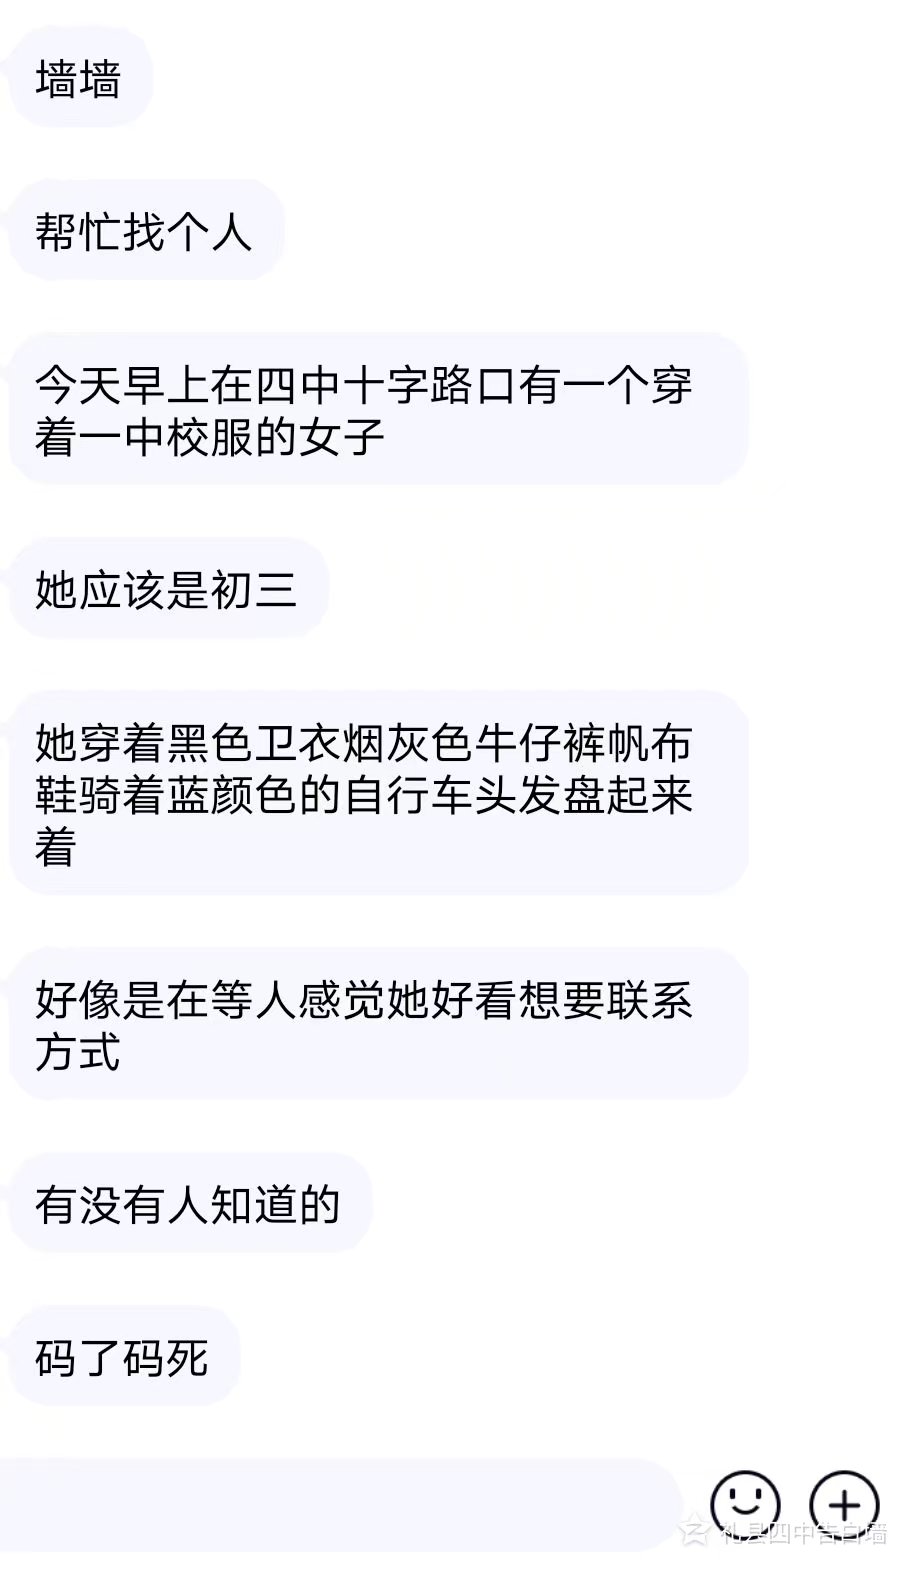 墙墙
帮忙找个人
今天早上在四中十字路口有一个穿
着一中校服的女子
她应该是初三
她穿着黑色卫衣烟灰色牛仔裤帆布
鞋骑着蓝颜色的自行车头发盘起来
着
好像是在等人感觉她好看想要联系
方式
有没有人知道的
码了码死
礼县四中告白墙